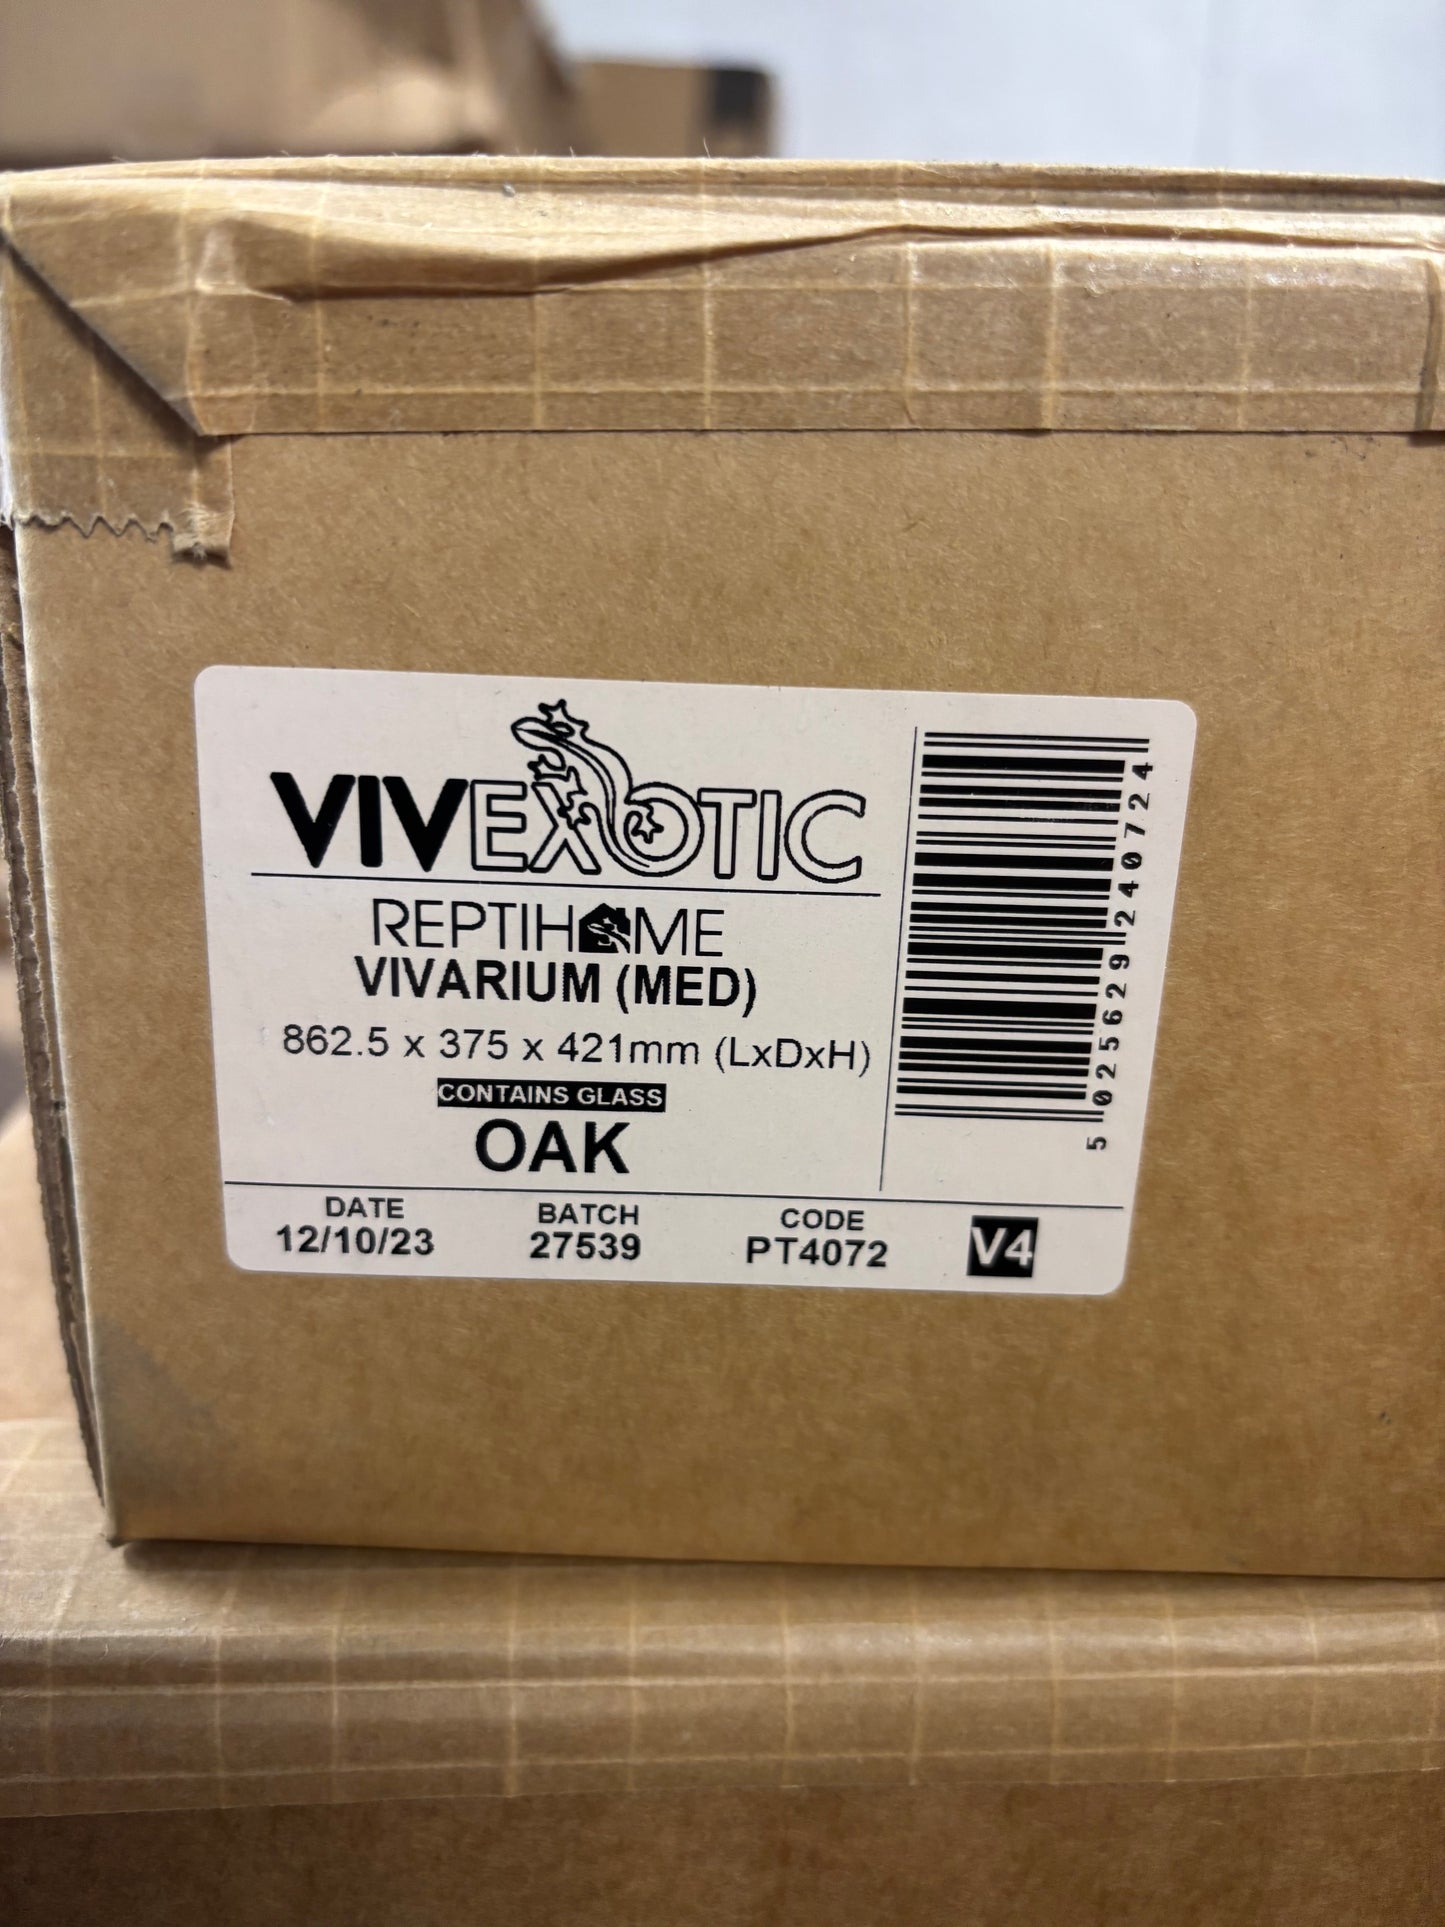 VIVEXOTIC
REPTIHOME
VIVARIUM (MED)
862.5 x 375 x 421mm (LxDxH)
CONTAINS GLASS
OAK
5 025629 240724
DATE
12/10/23
BATCH
27539
CODE
PT4072
V4